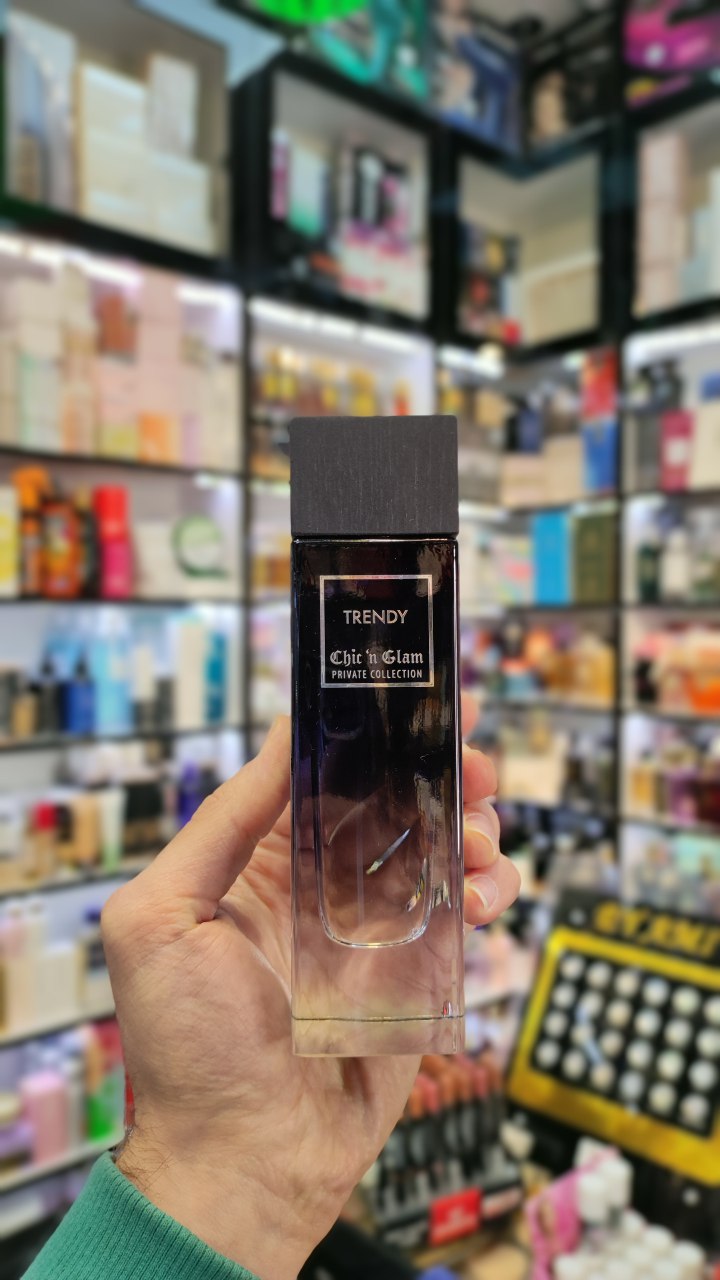 TRENDY
Chic 'n Glam
PRIVATE COLLECTION